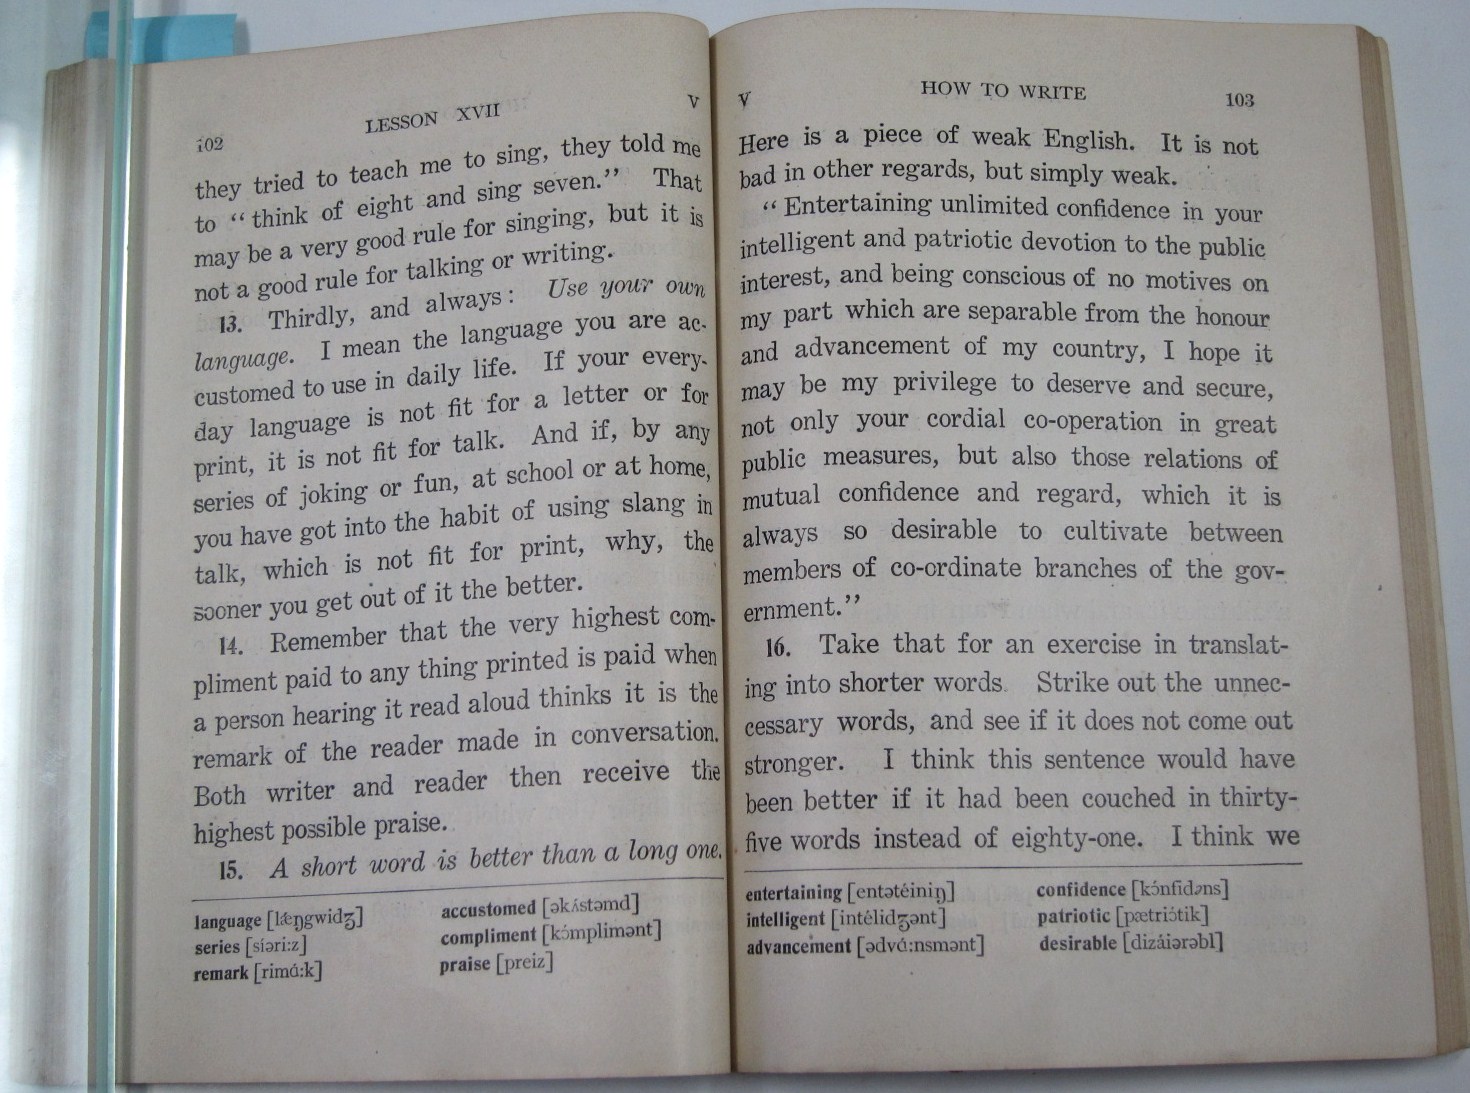 102 LESSON XVII V
they tried to teach me to sing, they told me
to “think of eight and sing seven.” That
may be a very good rule for singing, but it is
not a good rule for talking or writing.
13. Thirdly, and always: Use your own
language. I mean the language you are ac-
customed to use in daily life. If your every-
day language is not fit for a letter or for
print, it is not fit for talk. And if, by any
series of joking or fun, at school or at home,
you have got into the habit of using slang in
talk, which is not fit for print, why, the
sooner you get out of it the better.
14. Remember that the very highest com-
pliment paid to any thing printed is paid when
a person hearing it read aloud thinks it is the
remark of the reader made in conversation.
Both writer and reader then receive the
highest possible praise.
15. A short word is better than a long one.
language [lǽŋgwidʒ] accustomed [əkʌ́stəmd]
series [síəri:z] compliment [kɔ́mplimənt]
remark [rimɑ́:k] praise [preiz]
V HOW TO WRITE 103
Here is a piece of weak English. It is not
bad in other regards, but simply weak.
“Entertaining unlimited confidence in your
intelligent and patriotic devotion to the public
interest, and being conscious of no motives on
my part which are separable from the honour
and advancement of my country, I hope it
may be my privilege to deserve and secure,
not only your cordial co-operation in great
public measures, but also those relations of
mutual confidence and regard, which it is
always so desirable to cultivate between
members of co-ordinate branches of the gov-
ernment.”
16. Take that for an exercise in translat-
ing into shorter words. Strike out the unnec-
cessary words, and see if it does not come out
stronger. I think this sentence would have
been better if it had been couched in thirty-
five words instead of eighty-one. I think we
entertaining [entətéiniŋ] confidence [kɔ́nfidəns]
intelligent [intélidʒənt] patriotic [pætriɔ́tik]
advancement [ədvɑ́:nsmənt] desirable [dizáiərəbl]